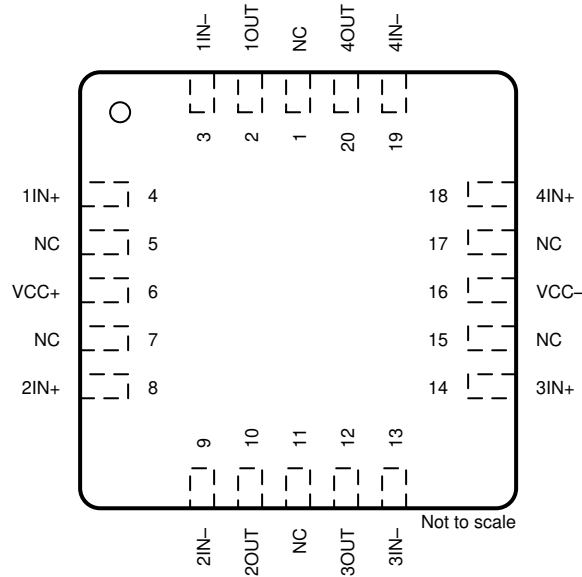 1IN–
1OUT
NC
4OUT
4IN–
3
2
1
20
19
1IN+ 4
NC 5
VCC+ 6
NC 7
2IN+ 8
18 4IN+
17 NC
16 VCC–
15 NC
14 3IN+
9
10
11
12
13
2IN–
2OUT
NC
3OUT
3IN–
Not to scale